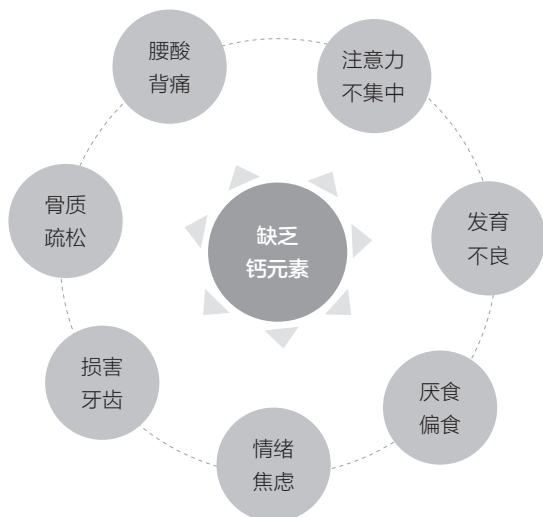 腰酸
背痛
注意力
不集中
骨质
疏松
缺乏
钙元素
发育
不良
损害
牙齿
厌食
偏食
情绪
焦虑